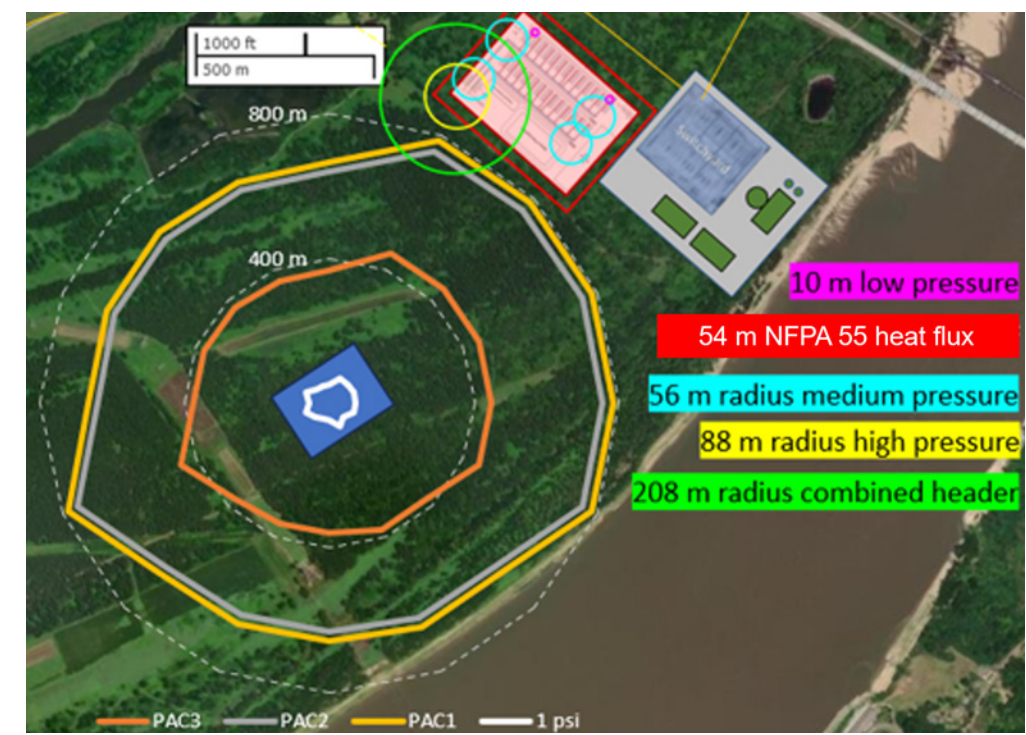 1000 ft
500 m
800 m
Switchyard
400 m
10 m low pressure
54 m NFPA 55 heat flux
56 m radius medium pressure
88 m radius high pressure
208 m radius combined header
PAC3
PAC2
PAC1
1 psi